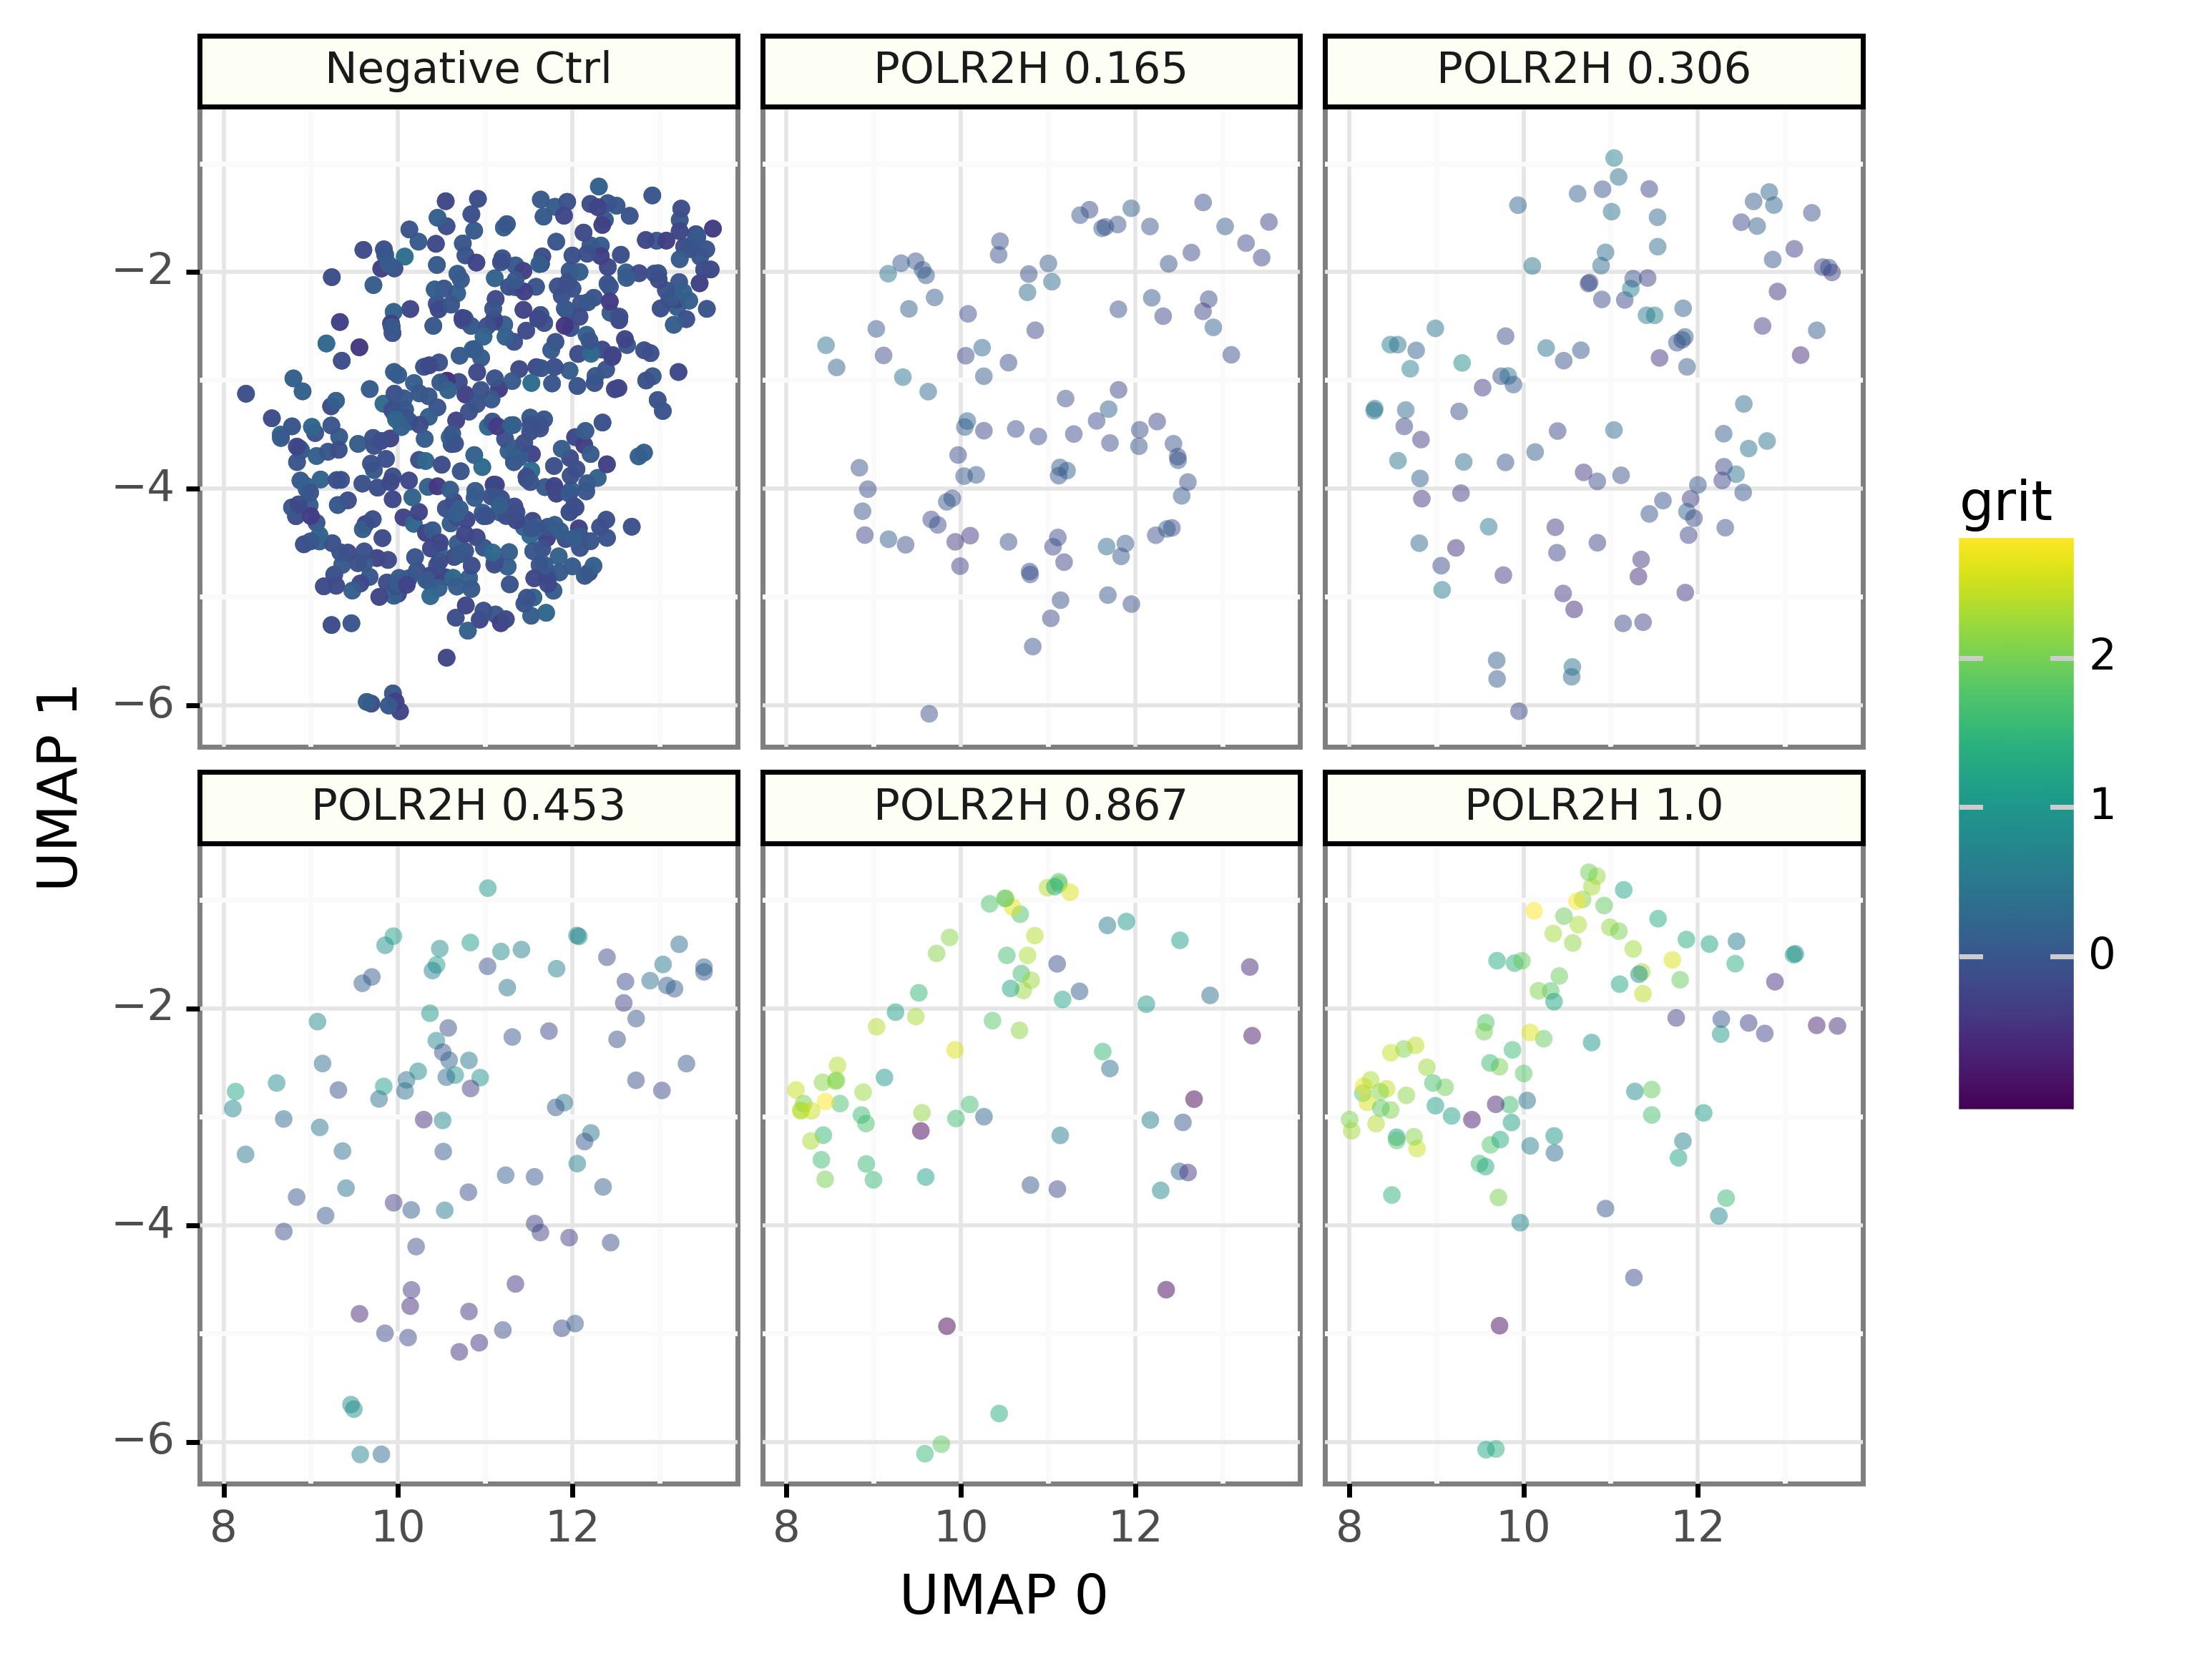 Negative Ctrl
POLR2H 0.165
POLR2H 0.306
−2
−4
−6
POLR2H 0.453
POLR2H 0.867
POLR2H 1.0
−2
−4
−6
8 10 12
8 10 12
8 10 12
UMAP 0
UMAP 1
grit
2
1
0